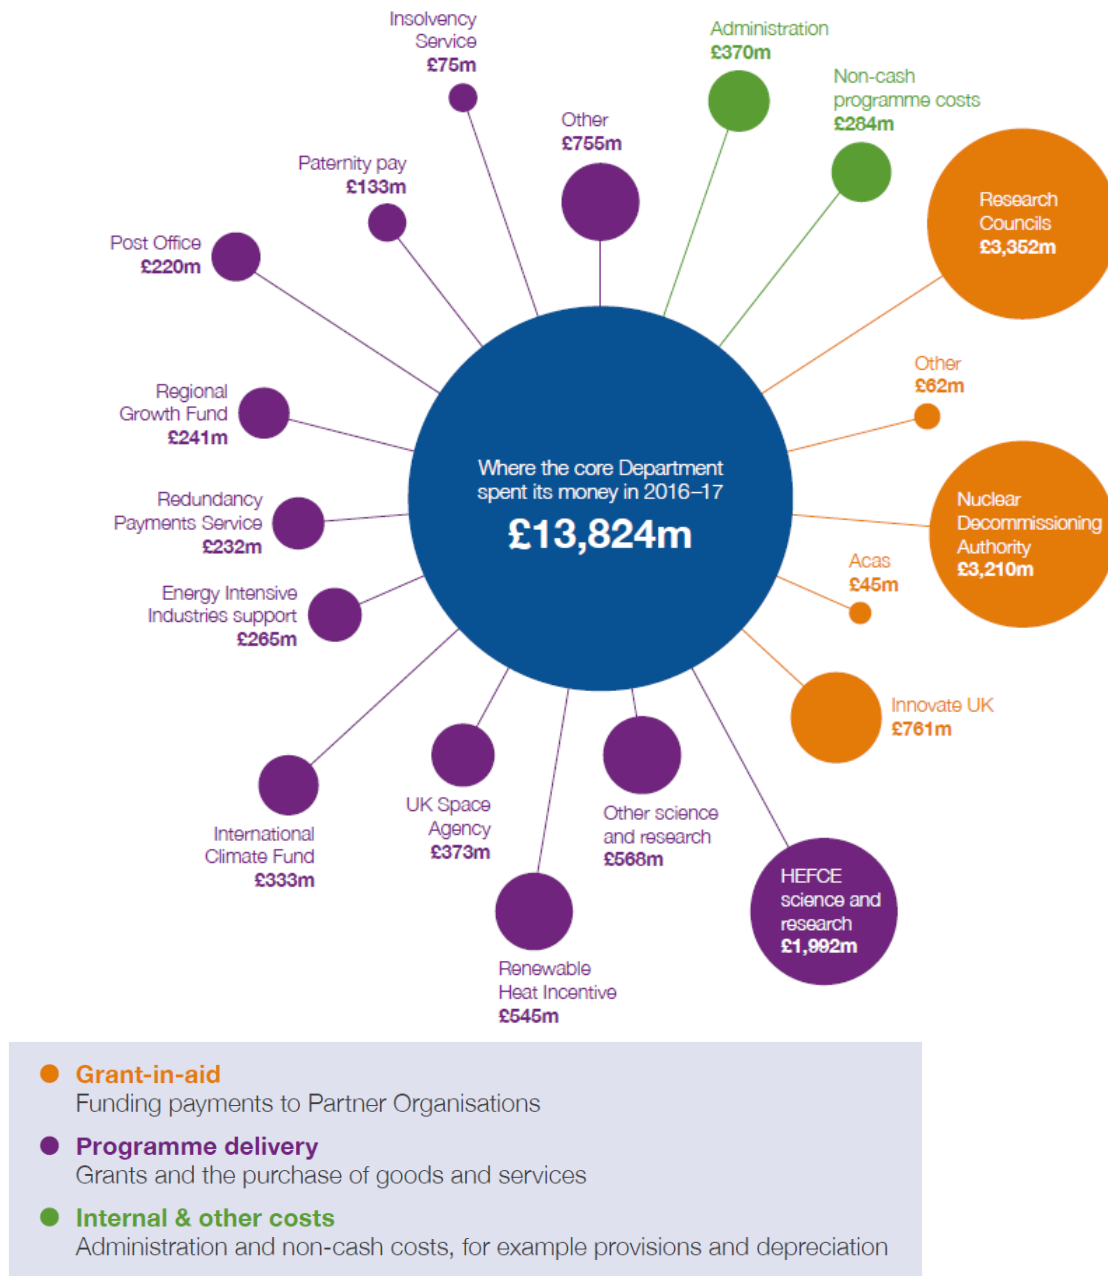 Insolvency
Service
£75m
Administration
£370m
Non-cash
programme costs
£284m
Other
£755m
Paternity pay
£133m
Research
Councils
£3,352m
Post Office
£220m
Other
£62m
Regional
Growth Fund
£241m
Where the core Department
spent its money in 2016–17
£13,824m
Redundancy
Payments Service
£232m
Nuclear
Decommissioning
Authority
£3,210m
Acas
£45m
Energy Intensive
Industries support
£265m
Innovate UK
£761m
UK Space
Agency
£373m
Other science
and research
£568m
International
Climate Fund
£333m
HEFCE
science and
research
£1,992m
Renewable
Heat Incentive
£545m
Grant-in-aid
Funding payments to Partner Organisations
Programme delivery
Grants and the purchase of goods and services
Internal & other costs
Administration and non-cash costs, for example provisions and depreciation